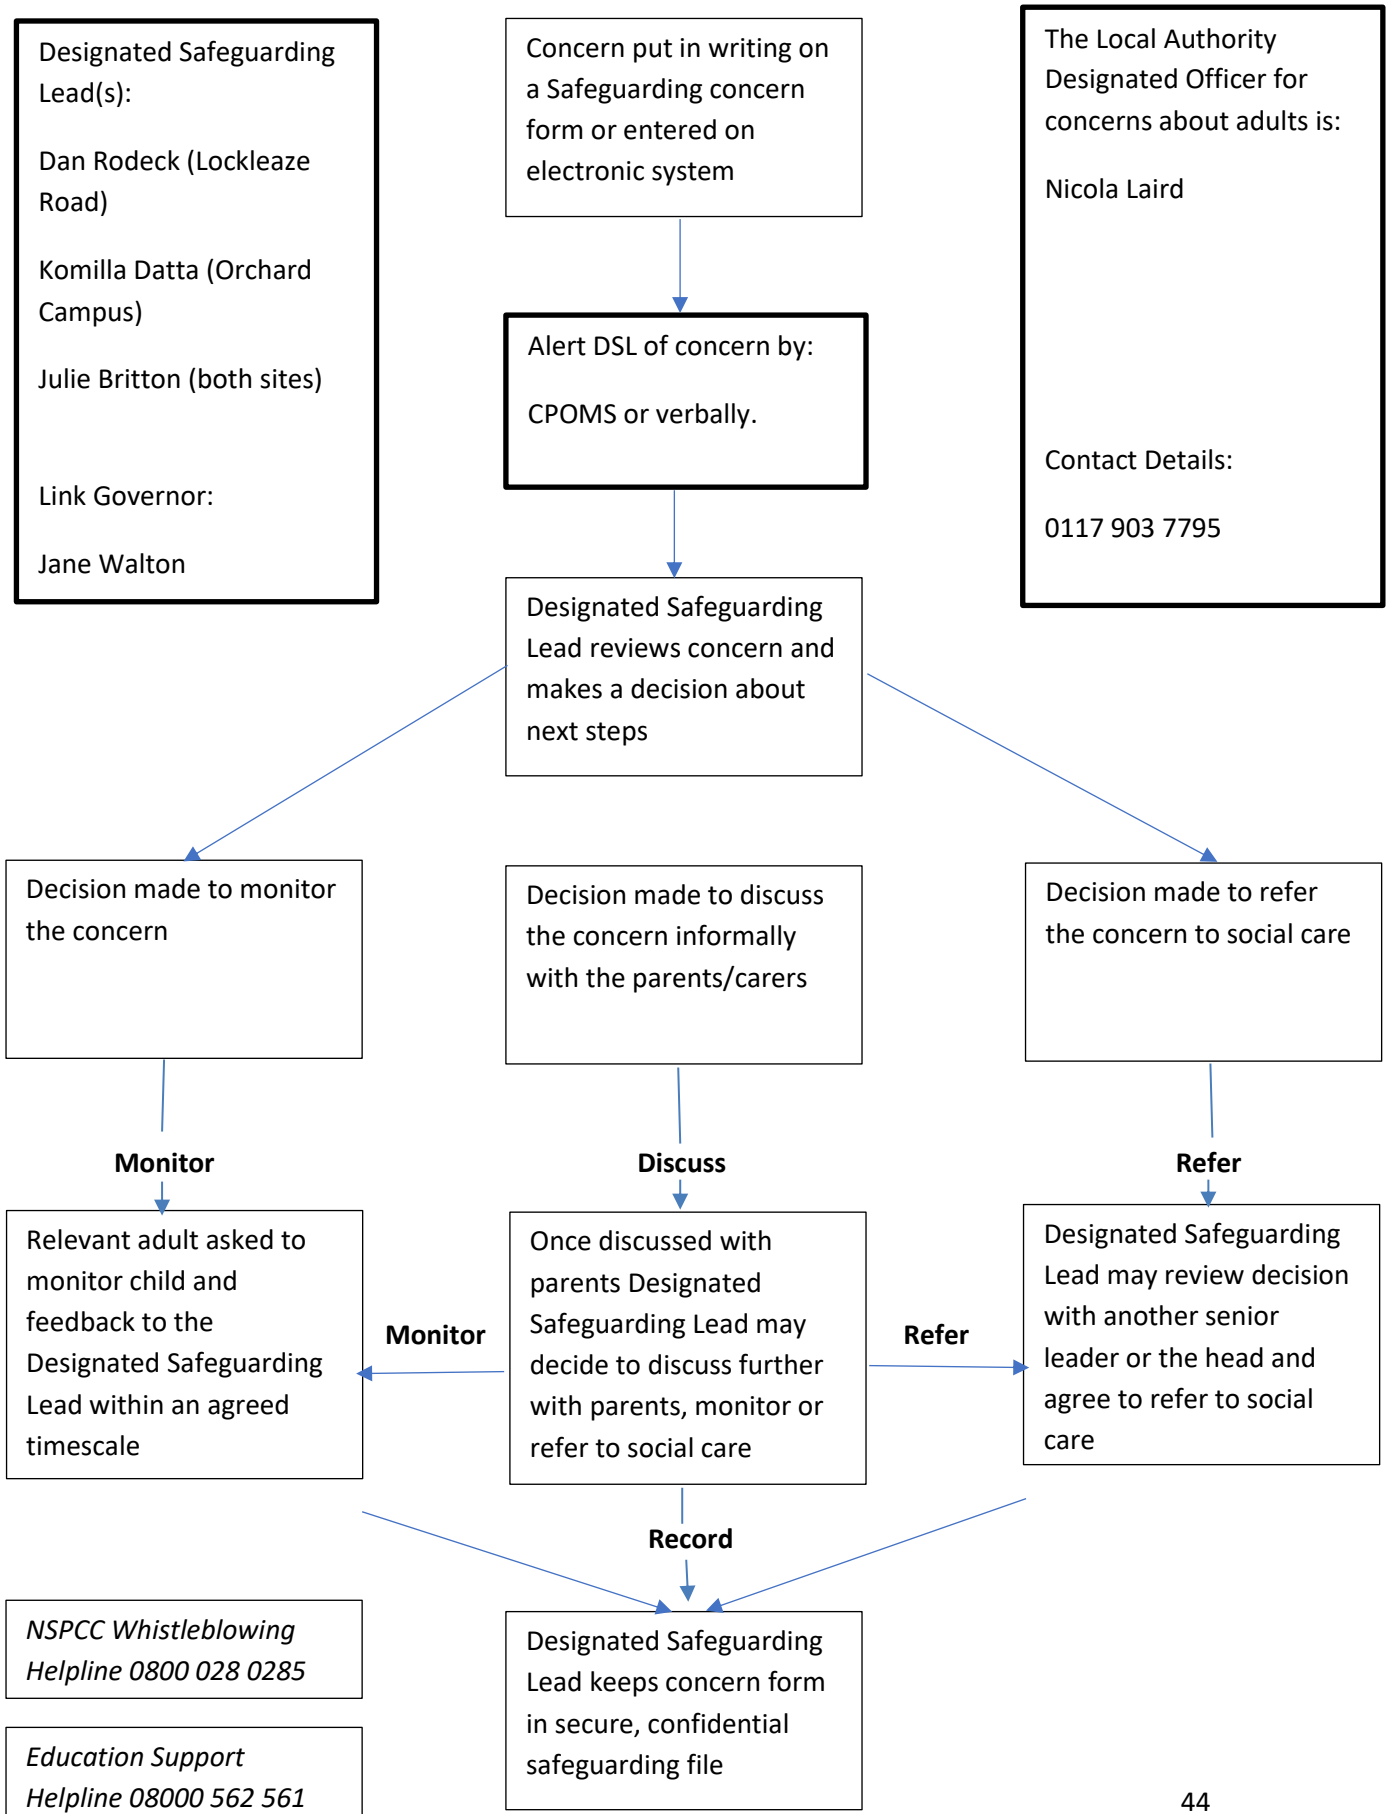 Designated Safeguarding
Lead(s):
Dan Rodeck (Lockleaze
Road)
Komilla Datta (Orchard
Campus)
Julie Britton (both sites)
Link Governor:
Jane Walton
Concern put in writing on
a Safeguarding concern
form or entered on
electronic system
The Local Authority
Designated Officer for
concerns about adults is:
Nicola Laird
Contact Details:
0117 903 7795
Alert DSL of concern by:
CPOMS or verbally.
Designated Safeguarding
Lead reviews concern and
makes a decision about
next steps
Decision made to monitor
the concern
Decision made to discuss
the concern informally
with the parents/carers
Decision made to refer
the concern to social care
Monitor
Discuss
Refer
Relevant adult asked to
monitor child and
feedback to the
Designated Safeguarding
Lead within an agreed
timescale
Monitor
Once discussed with
parents Designated
Safeguarding Lead may
decide to discuss further
with parents, monitor or
refer to social care
Refer
Designated Safeguarding
Lead may review decision
with another senior
leader or the head and
agree to refer to social
care
Record
NSPCC Whistleblowing
Helpline 0800 028 0285
Education Support
Helpline 08000 562 561
Designated Safeguarding
Lead keeps concern form
in secure, confidential
safeguarding file
44